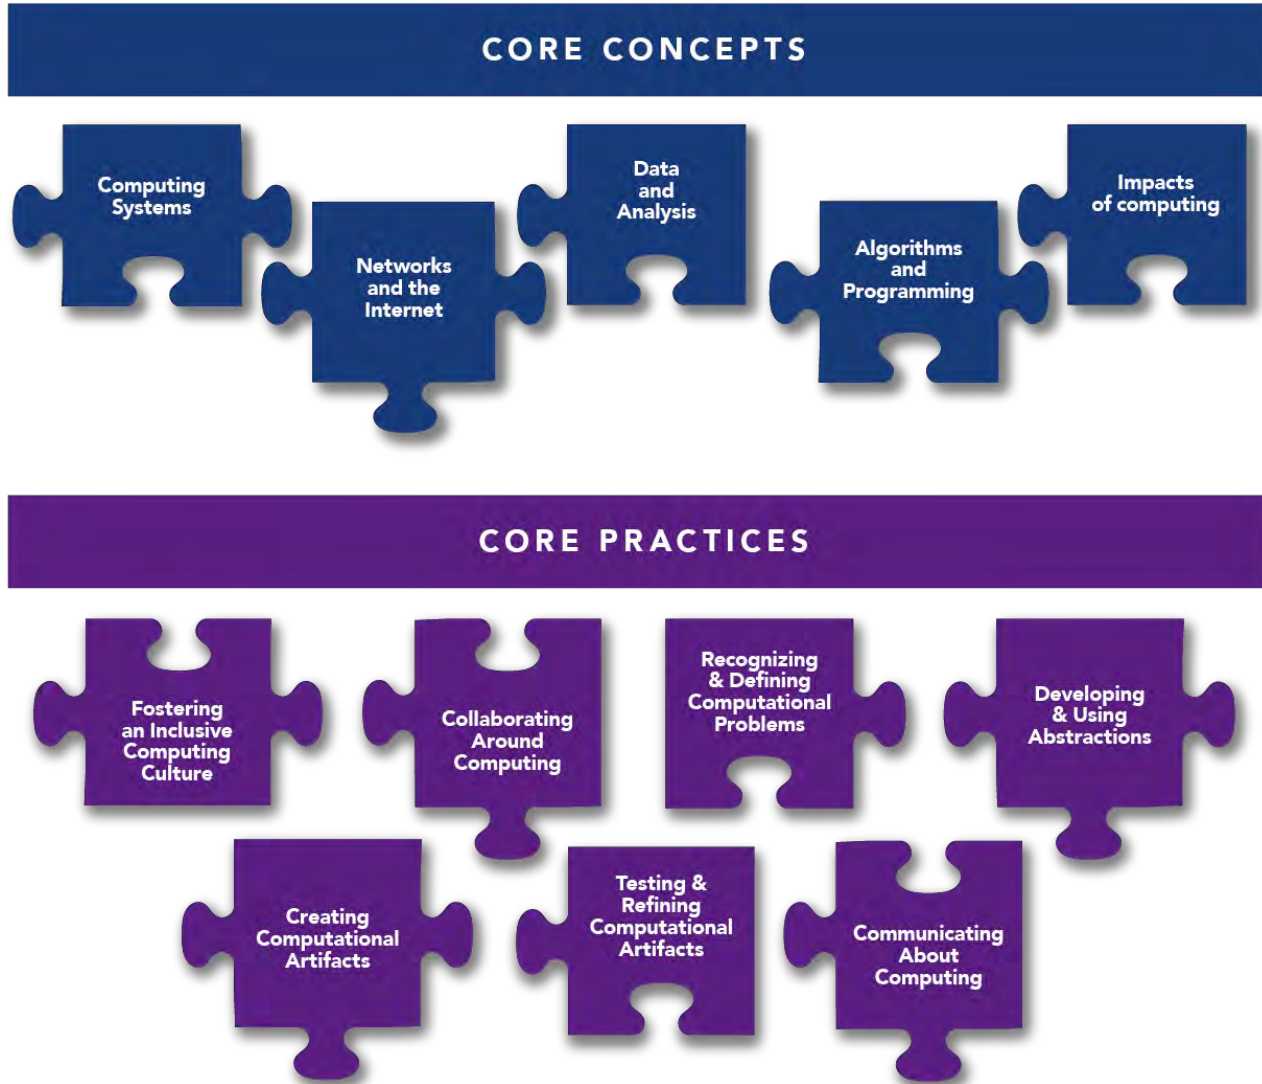 CORE CONCEPTS
Computing
Systems
Networks
and the
Internet
Data
and
Analysis
Algorithms
and
Programming
Impacts
of computing
CORE PRACTICES
Fostering
an Inclusive
Computing
Culture
Collaborating
Around
Computing
Recognizing
& Defining
Computational
Problems
Developing
& Using
Abstractions
Creating
Computational
Artifacts
Testing &
Refining
Computational
Artifacts
Communicating
About
Computing